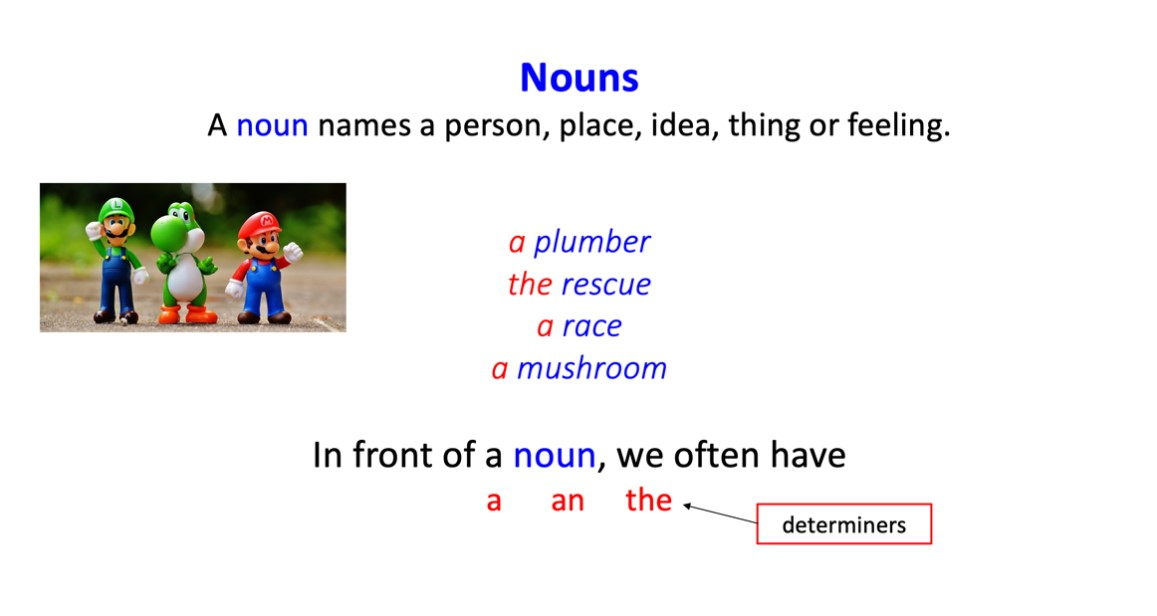 Nouns
A noun names a person, place, idea, thing or feeling.
L
M
a plumber
the rescue
a race
a mushroom
In front of a noun, we often have
a an the
determiners